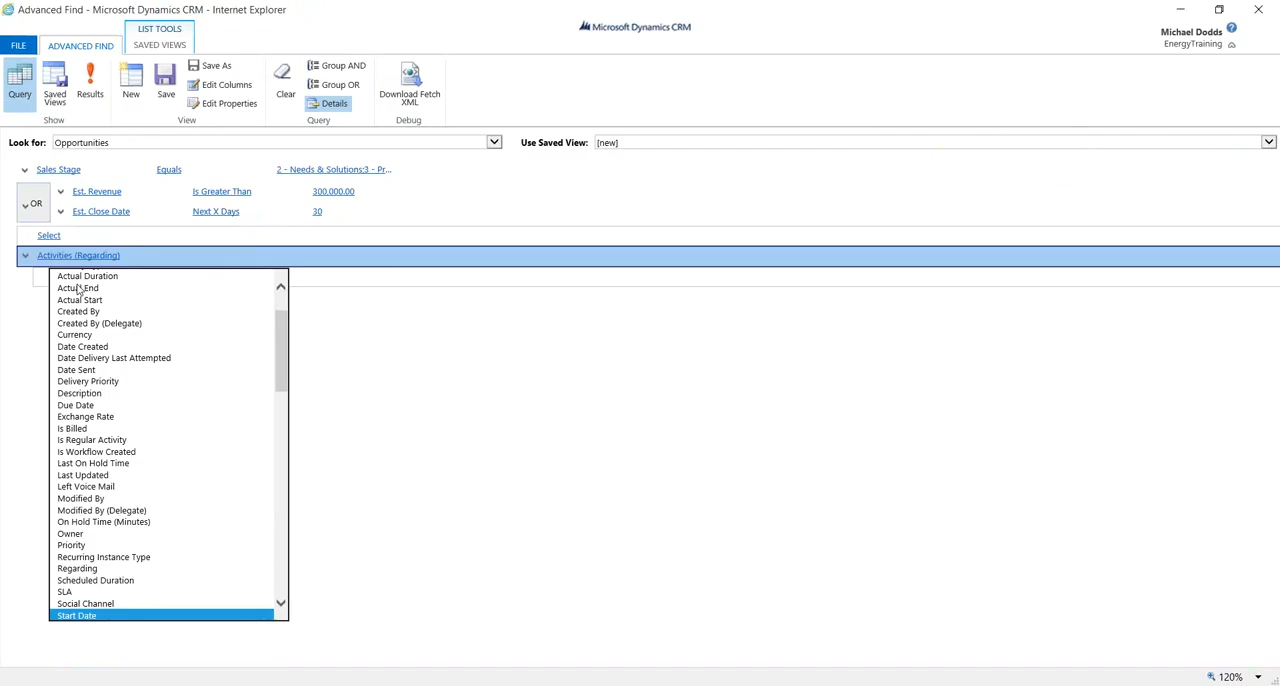 Advanced Find - Microsoft Dynamics CRM - Internet Explorer
Microsoft Dynamics CRM
Michael Dodds
EnergyTraining
LIST TOOLS
FILE
ADVANCED FIND
SAVED VIEWS
Query
Saved Views
Results
New
Save
Save As
Edit Columns
Edit Properties
Clear
Group AND
Group OR
Details
Download Fetch XML
Show
View
Query
Debug
Look for: Opportunities
Use Saved View: [new]
Sales Stage Equals 2 - Needs & Solutions;3 - Pr...
OR
Est. Revenue Is Greater Than 300,000.00
Est. Close Date Next X Days 30
Select
Activities (Regarding)
Actual Duration
Actual End
Actual Start
Created By
Created By (Delegate)
Currency
Date Created
Date Delivery Last Attempted
Date Sent
Delivery Priority
Description
Due Date
Exchange Rate
Is Billed
Is Regular Activity
Is Workflow Created
Last On Hold Time
Last Updated
Left Voice Mail
Modified By
Modified By (Delegate)
On Hold Time (Minutes)
Owner
Priority
Recurring Instance Type
Regarding
Scheduled Duration
SLA
Social Channel
Start Date
120%